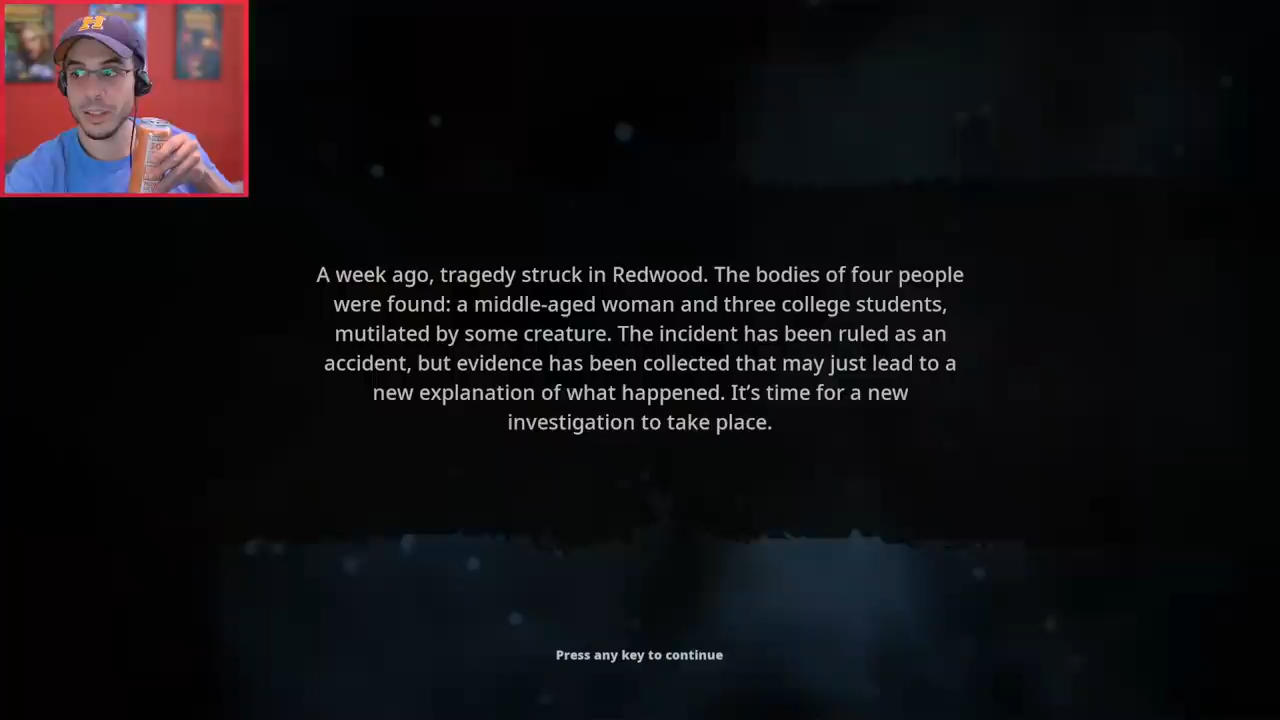 H
A week ago, tragedy struck in Redwood. The bodies of four people
were found: a middle-aged woman and three college students,
mutilated by some creature. The incident has been ruled as an
accident, but evidence has been collected that may just lead to a
new explanation of what happened. It’s time for a new
investigation to take place.
Press any key to continue